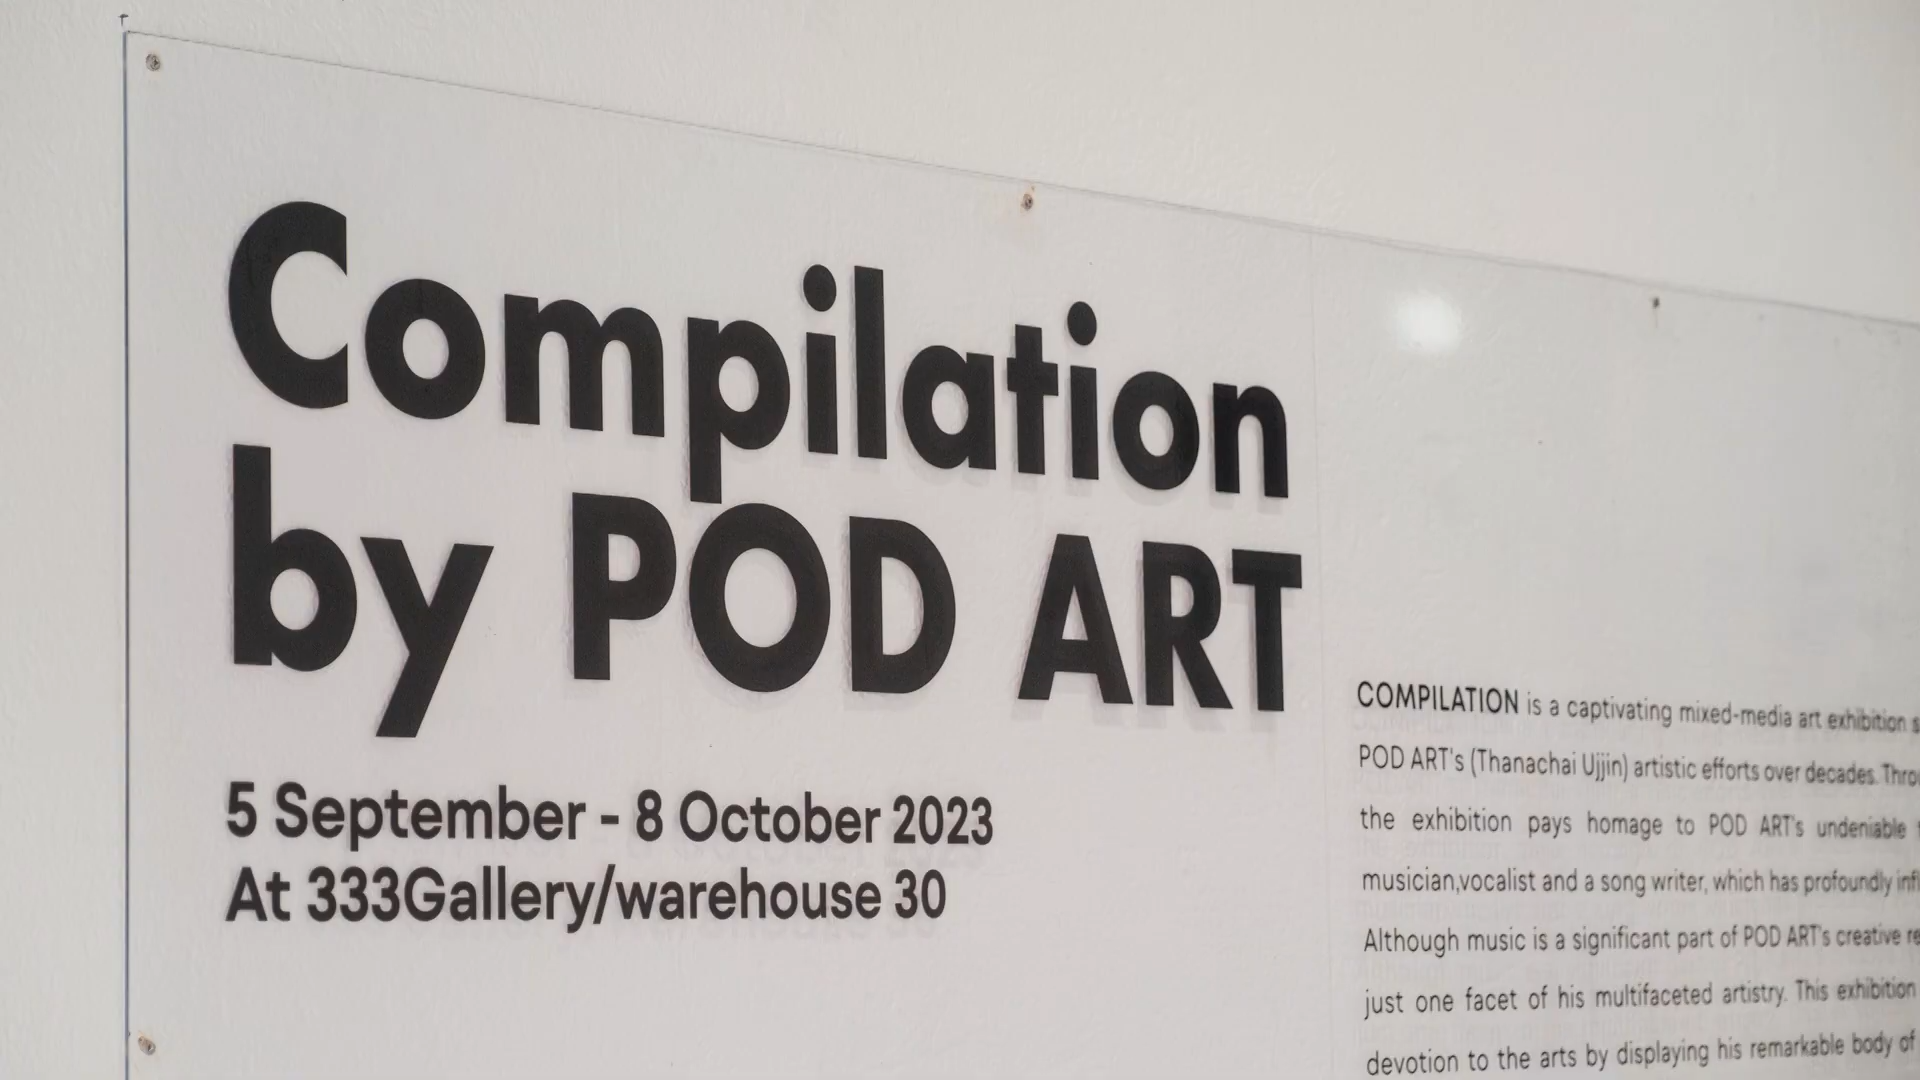 Compilation
by POD ART
5 September - 8 October 2023
At 333Gallery/warehouse 30
COMPILATION is a captivating mixed-media art exhibition
POD ART's (Thanachai Ujjin) artistic efforts over decades.
the exhibition pays homage to POD ART's undeniable
musician,vocalist and a song writer, which has profoundly
Although music is a significant part of POD ART's creative
just one facet of his multifaceted artistry. This exhibition
devotion to the arts by displaying his remarkable body of